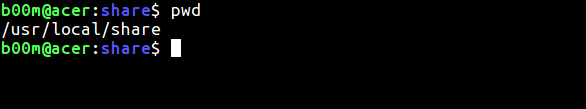 b00m@acer:share$ pwd
/usr/local/share
b00m@acer:share$